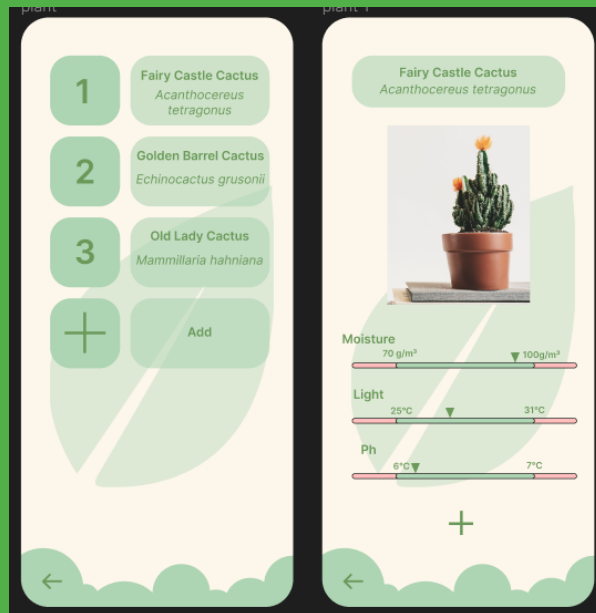 plant
plant 1
1
Fairy Castle Cactus
Acanthocereus
tetragonus
2
Golden Barrel Cactus
Echinocactus grusonii
3
Old Lady Cactus
Mammillaria hahniana
Add
Fairy Castle Cactus
Acanthocereus tetragonus
Moisture
70 g/m³ 100g/m³
Light
25°C 31°C
Ph
6°C 7°C